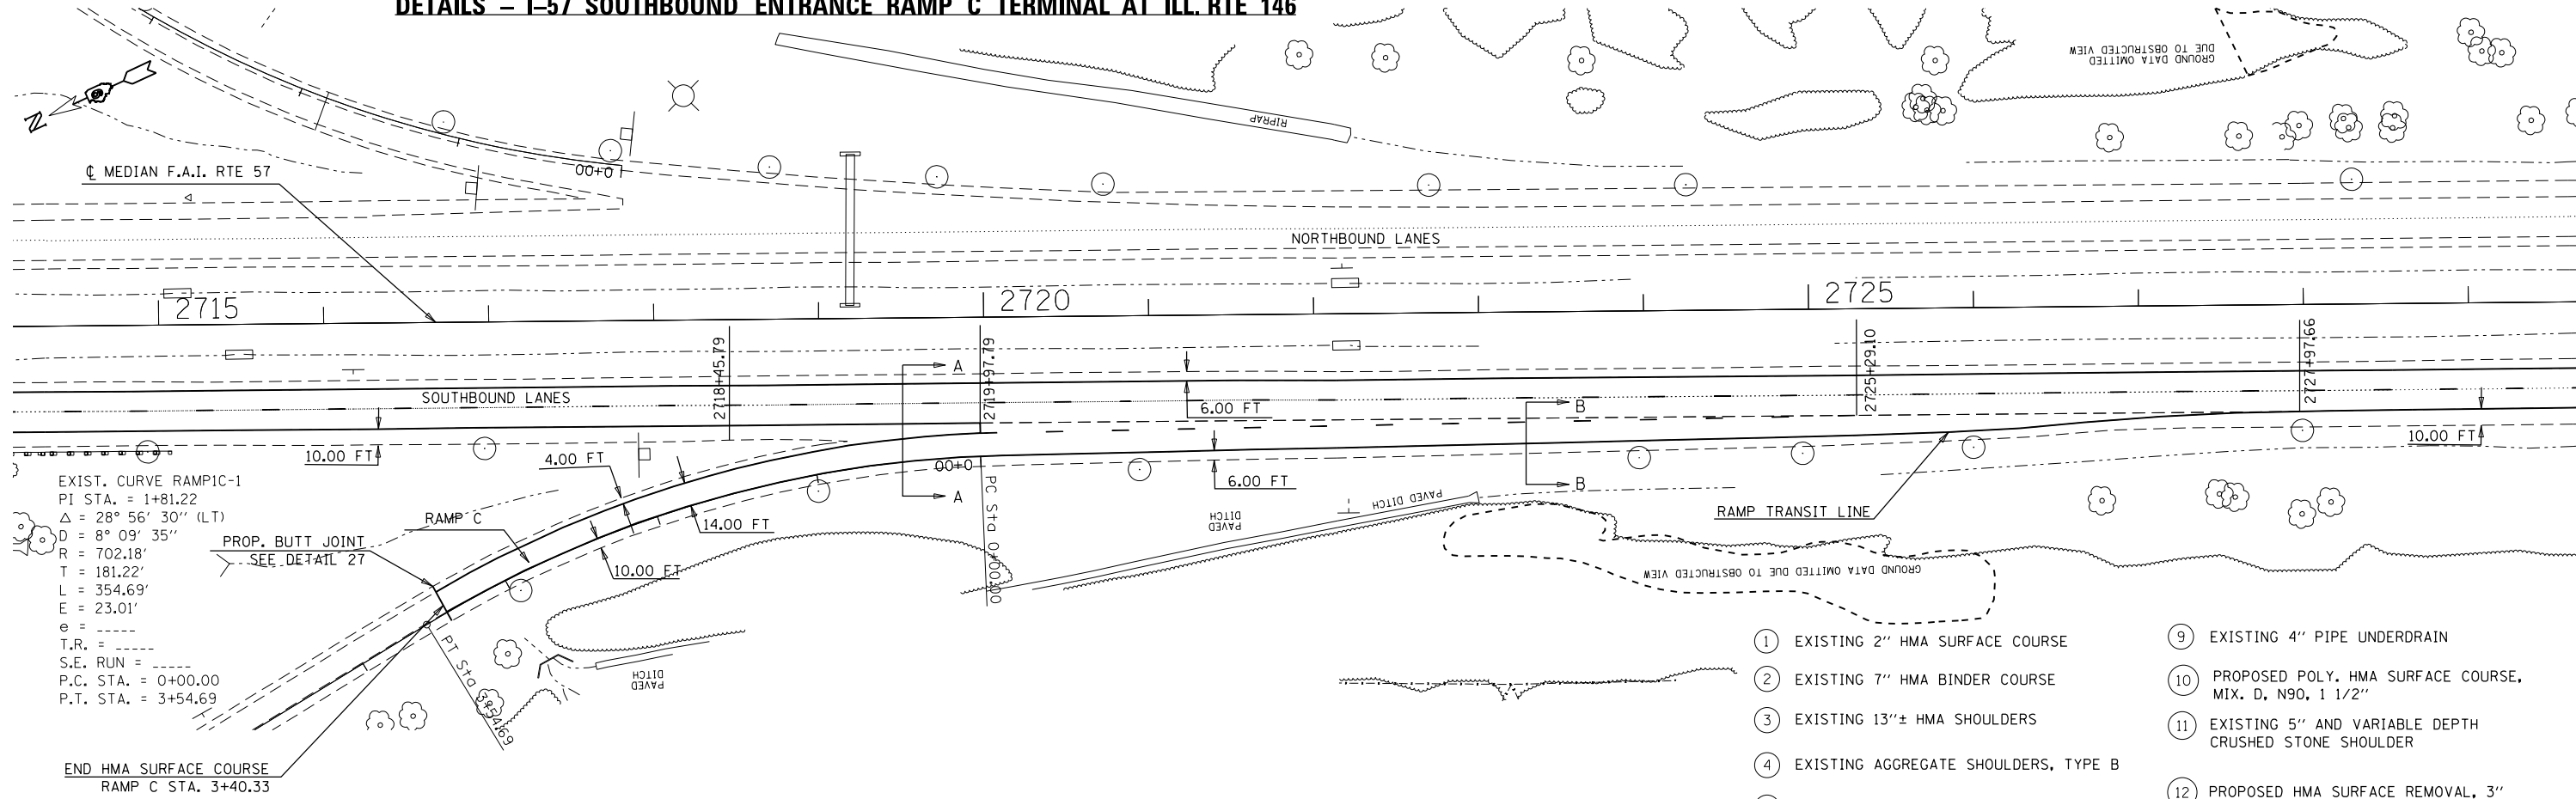 DETAILS – I–57 SOUTHBOUND ENTRANCE RAMP C TERMINAL AT ILL. RTE 146
GROUND DATA OMITTED
DUE TO OBSTRUCTED VIEW
N
RIPRAP
℄ MEDIAN F.A.I. RTE 57
0+00
NORTHBOUND LANES
2715
2720
2725
2718+45.79
2719+97.79
2725+29.10
2727+97.66
A
SOUTHBOUND LANES
6.00 FT
B
10.00 FT
10.00 FT
4.00 FT
0+00
A
6.00 FT
B
PC Sta 0+00.00
PAVED DITCH
PAVED
DITCH
14.00 FT
RAMP TRANSIT LINE
RAMP C
10.00 FT
PROP. BUTT JOINT
SEE DETAIL 27
EXIST. CURVE RAMP1C-1
PI STA. = 1+81.22
Δ = 28° 56' 30'' (LT)
D = 8° 09' 35''
R = 702.18'
T = 181.22'
L = 354.69'
E = 23.01'
e = _____
T.R. = _____
S.E. RUN = _____
P.C. STA. = 0+00.00
P.T. STA. = 3+54.69
GROUND DATA OMITTED DUE TO OBSTRUCTED VIEW
PT Sta 3+54.69
PAVED
DITCH
END HMA SURFACE COURSE
RAMP C STA. 3+40.33
1 EXISTING 2'' HMA SURFACE COURSE
2 EXISTING 7'' HMA BINDER COURSE
3 EXISTING 13''± HMA SHOULDERS
4 EXISTING AGGREGATE SHOULDERS, TYPE B
9 EXISTING 4'' PIPE UNDERDRAIN
10 PROPOSED POLY. HMA SURFACE COURSE,
MIX. D, N90, 1 1/2''
11 EXISTING 5'' AND VARIABLE DEPTH
CRUSHED STONE SHOULDER
12 PROPOSED HMA SURFACE REMOVAL, 3''